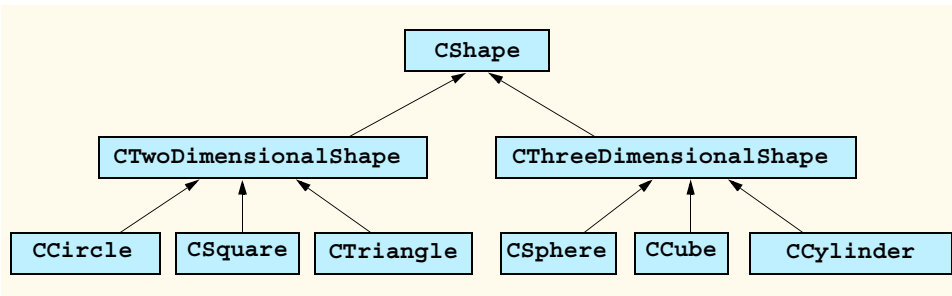 CShape
CTwoDimensionalShape CThreeDimensionalShape
CCircle CSquare CTriangle CSphere CCube CCylinder